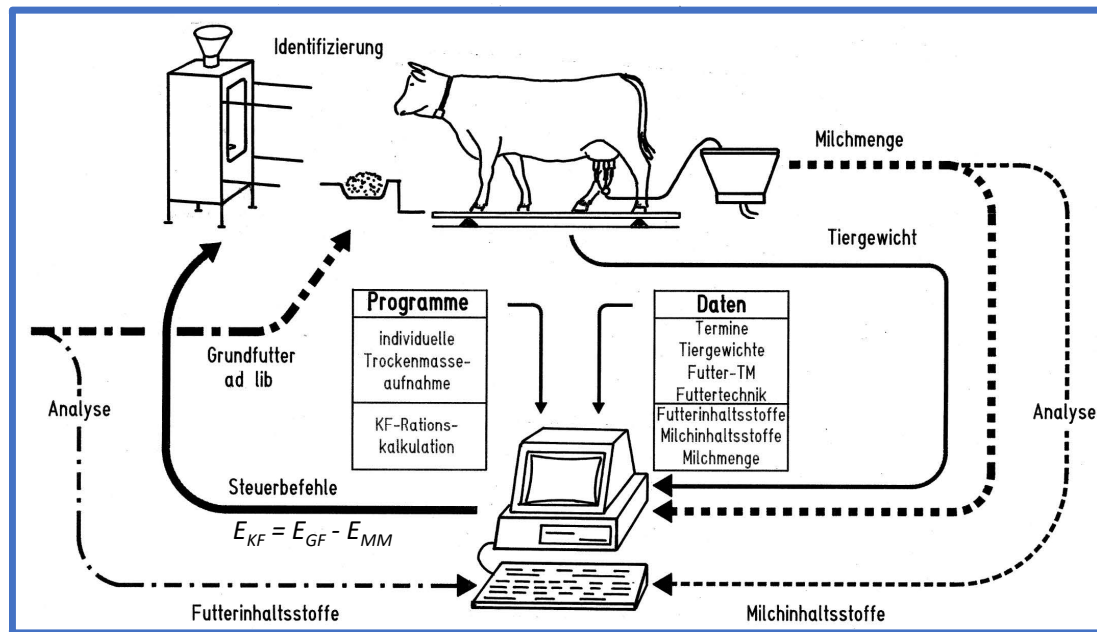 Identifizierung
Milchmenge
Tiergewicht
Programme
individuelle
Trockenmasse-
aufnahme
KF-Rations-
kalkulation
Daten
Termine
Tiergewichte
Futter-TM
Futtertechnik
Futterinhaltsstoffe
Milchinhaltsstoffe
Milchmenge
Grundfutter
ad lib
Analyse
Analyse
Steuerbefehle
E_KF = E_GF - E_MM
Futterinhaltsstoffe
Milchinhaltsstoffe